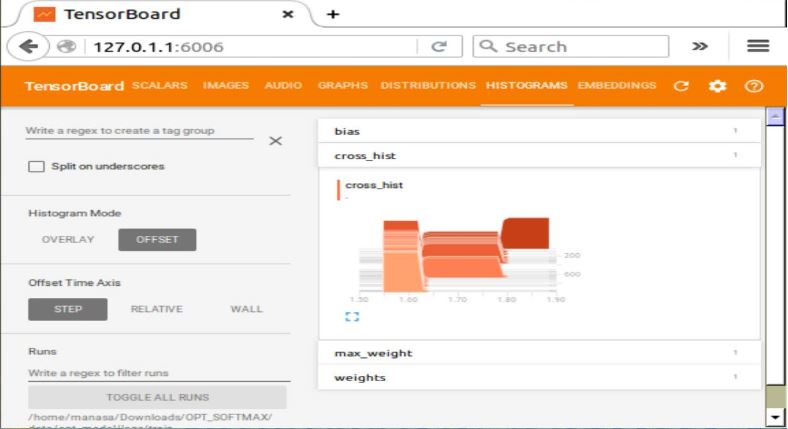 TensorBoard
127.0.1.1:6006
Search
TensorBoard SCALARS IMAGES AUDIO GRAPHS DISTRIBUTIONS HISTOGRAMS EMBEDDINGS
Write a regex to create a tag group
Split on underscores
Histogram Mode
OVERLAY OFFSET
Offset Time Axis
STEP RELATIVE WALL
Runs
Write a regex to filter runs
TOGGLE ALL RUNS
/home/manasa/Downloads/OPT_SOFTMAX/
bias 1
cross_hist 1
cross_hist
.
200
600
1.50 1.60 1.70 1.80 1.90
max_weight 1
weights 1